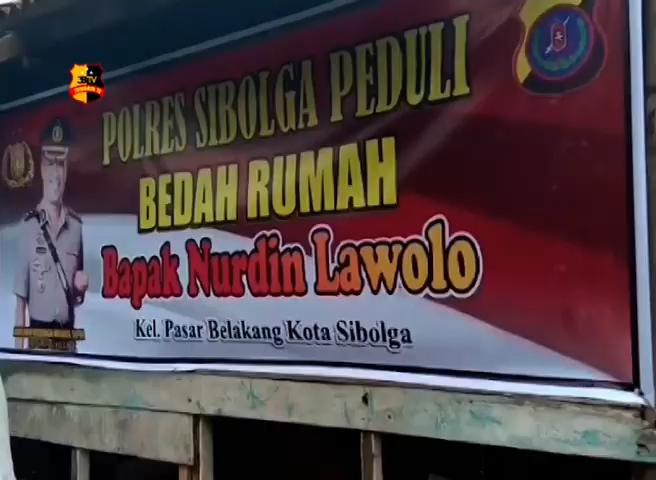 POLRES SIBOLGA PEDULI
BEDAH RUMAH
Bapak Nurdin Lawolo
Kel. Pasar Belakang Kota Sibolga